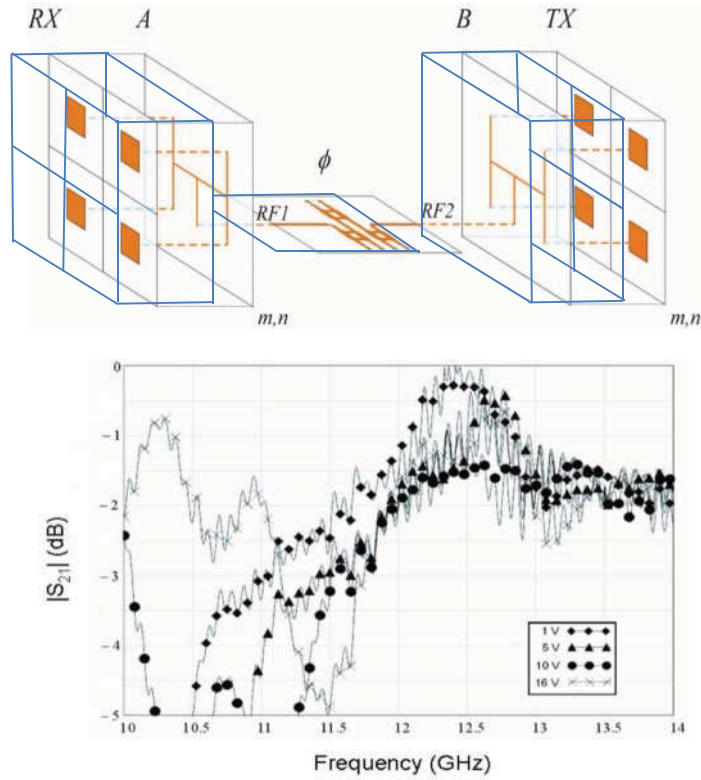 RX A B TX
ϕ
RF1 RF2
m,n m,n
0
−1
−2
−3
−4
−5
|S21| (dB)
1 V
5 V
10 V
16 V
10 10.5 11 11.5 12 12.5 13 13.5 14
Frequency (GHz)